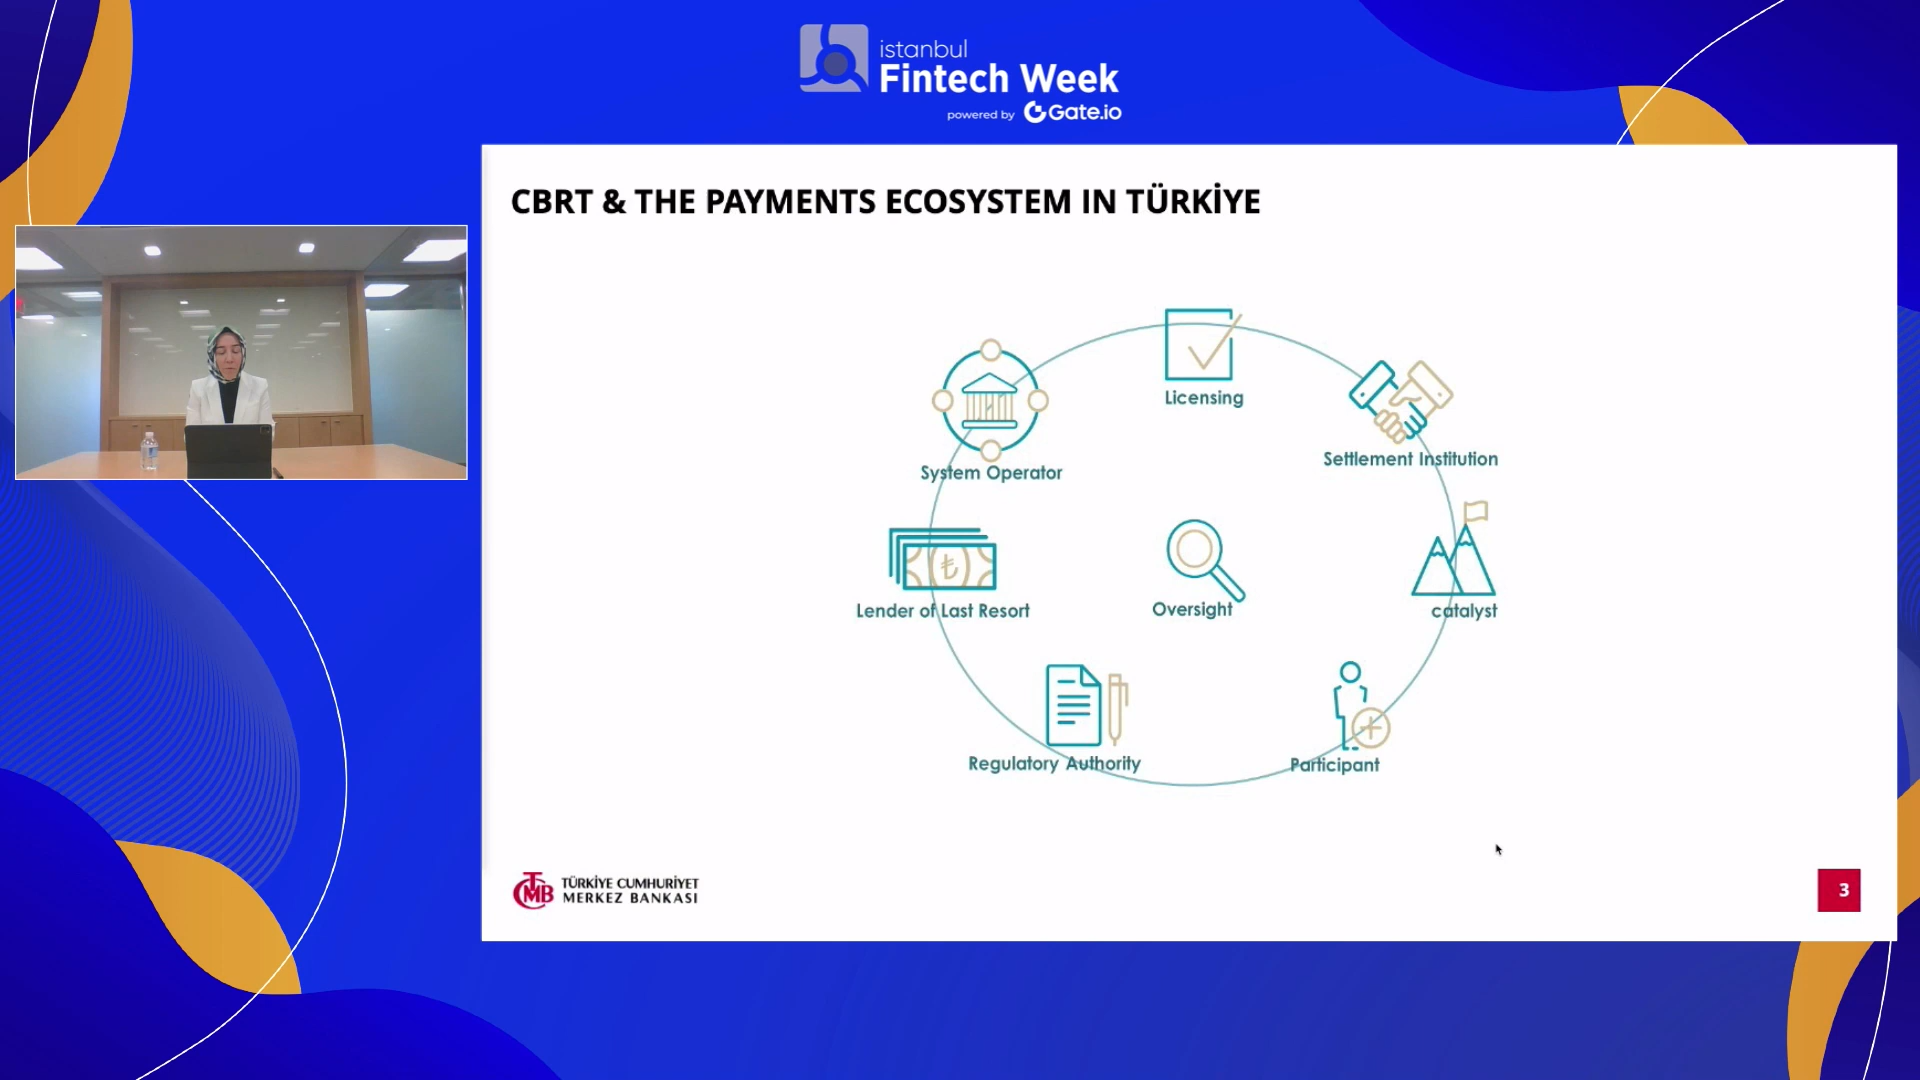 istanbul
Fintech Week
powered by Gate.io
CBRT & THE PAYMENTS ECOSYSTEM IN TÜRKİYE
Licensing
Settlement Institution
System Operator
Lender of Last Resort
₺
Oversight
catalyst
Regulatory Authority
Participant
TCMB
TÜRKİYE CUMHURİYET
MERKEZ BANKASI
3